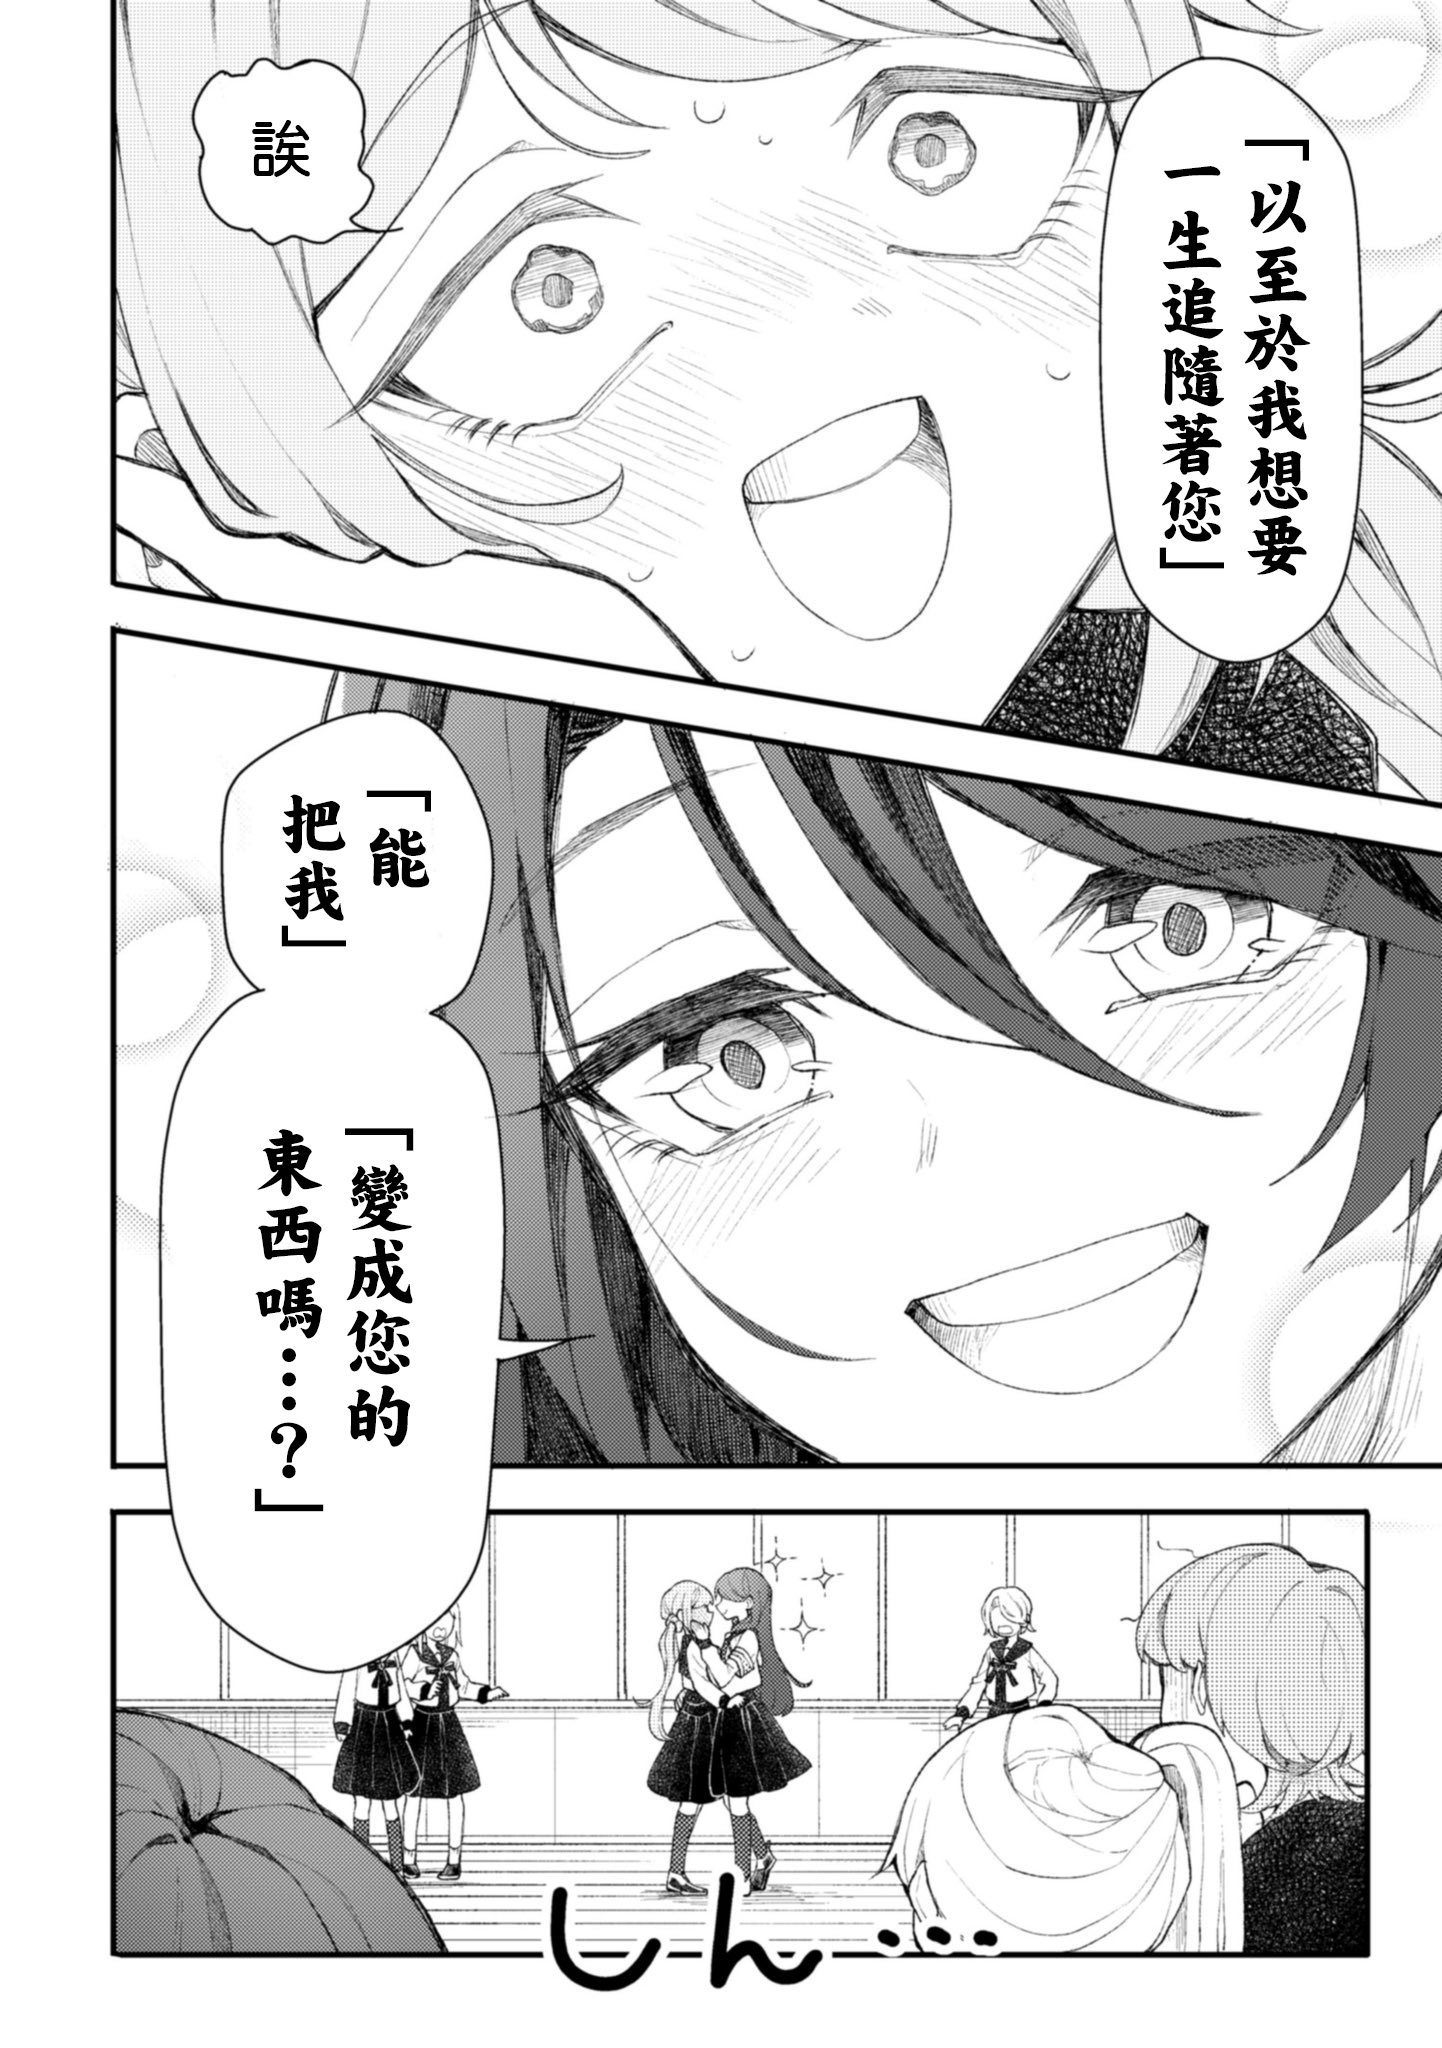 「以至於我想要
一生追隨著您」
誒
「能
把我」
「變成您的
東西嗎…？」
しん…